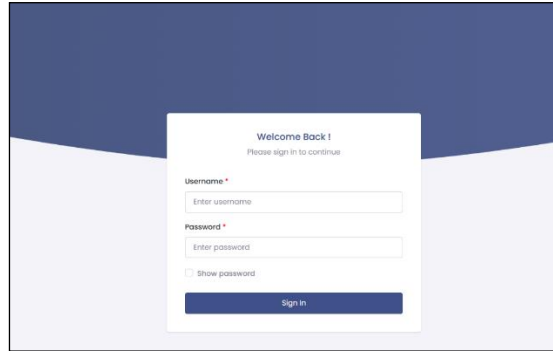 Welcome Back !
Please sign in to continue
Username *
Enter username
Password *
Enter password
Show password
Sign In